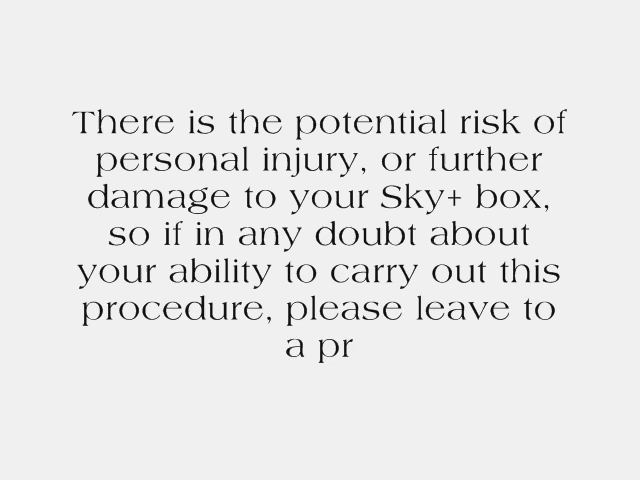 There is the potential risk of
personal injury, or further
damage to your Sky+ box,
so if in any doubt about
your ability to carry out this
procedure, please leave to
a pr